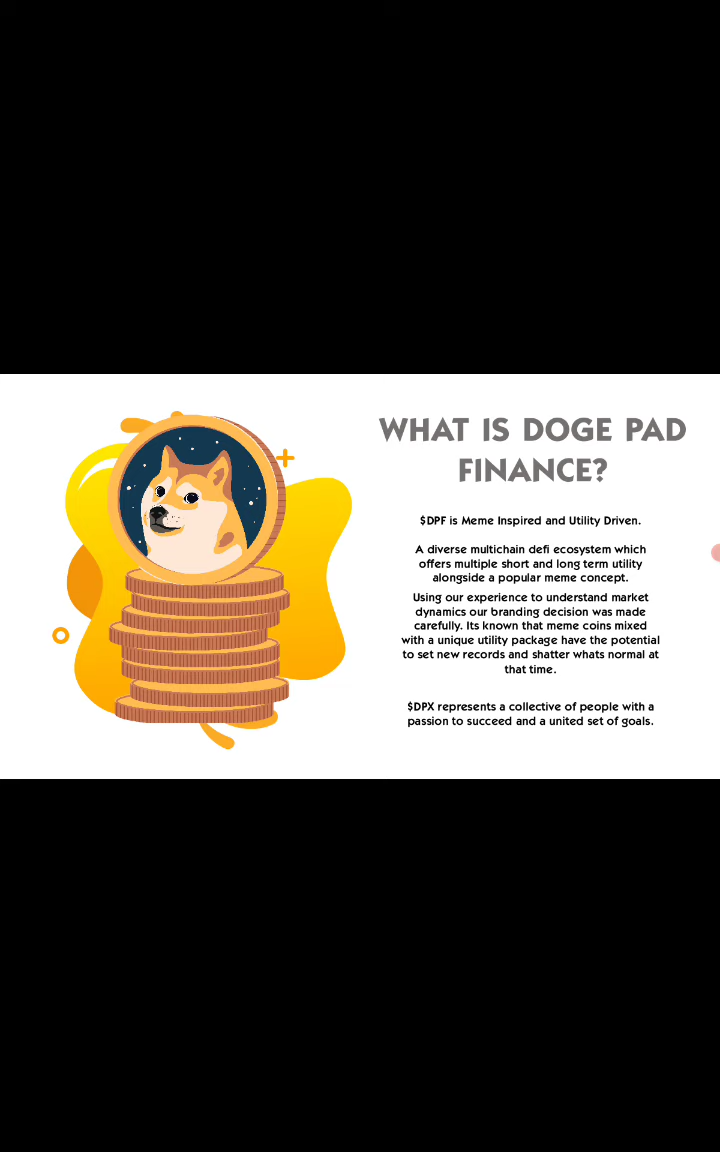 WHAT IS DOGE PAD
FINANCE?
$DPF is Meme Inspired and Utility Driven.
A diverse multichain defi ecosystem which
offers multiple short and long term utility
alongside a popular meme concept.
Using our experience to understand market
dynamics our branding decision was made
carefully. Its known that meme coins mixed
with a unique utility package have the potential
to set new records and shatter whats normal at
that time.
$DPX represents a collective of people with a
passion to succeed and a united set of goals.